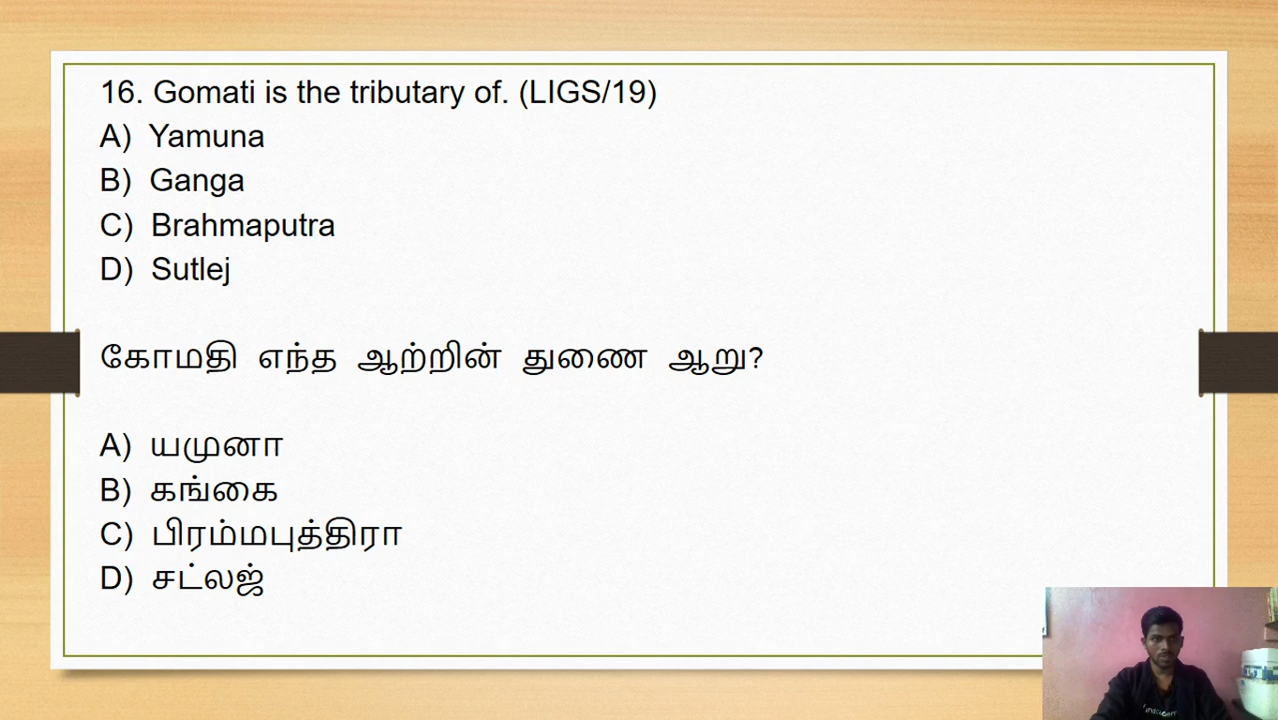 16. Gomati is the tributary of. (LIGS/19)
A) Yamuna
B) Ganga
C) Brahmaputra
D) Sutlej
கோமதி எந்த ஆற்றின் துணை ஆறு?
A) யமுனா
B) கங்கை
C) பிரம்மபுத்திரா
D) சட்லஜ்